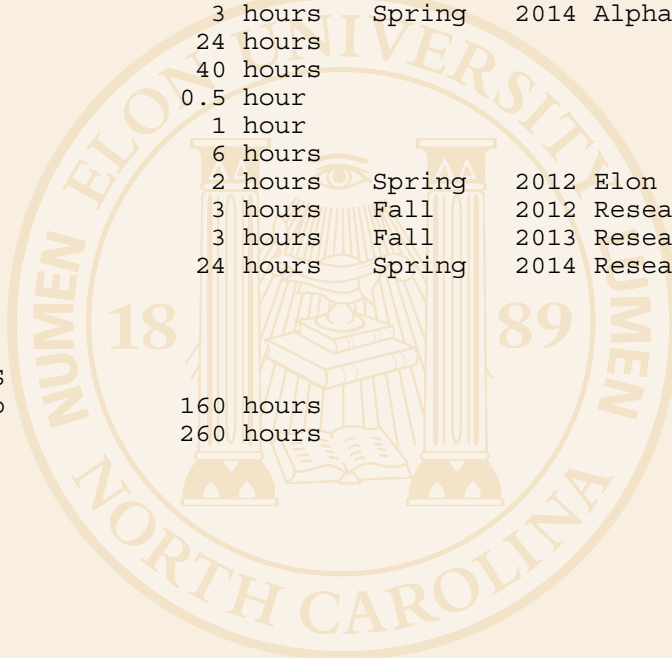 3 hours Spring 2014 Alpha
24 hours
40 hours
0.5 hour
1 hour
6 hours
2 hours Spring 2012 Elon
3 hours Fall 2012 Resea
3 hours Fall 2013 Resea
24 hours Spring 2014 Resea
s
160 hours
260 hours
ELON UNIVERSITY
NORTH CAROLINA
NUMEN LUMEN
18 89